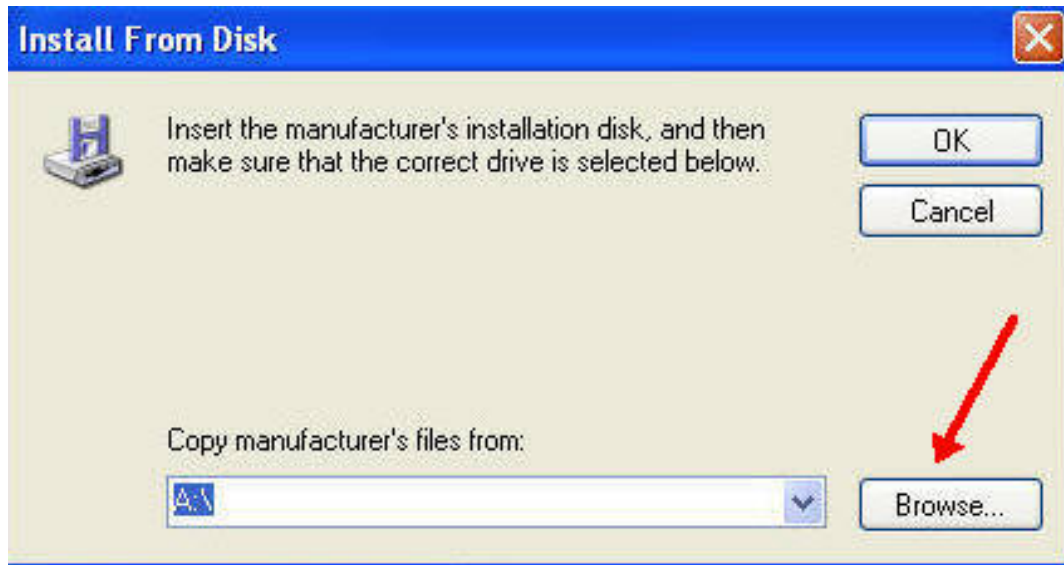 Install From Disk
Insert the manufacturer's installation disk, and then
make sure that the correct drive is selected below.
OK
Cancel
Copy manufacturer's files from:
A:\
Browse...